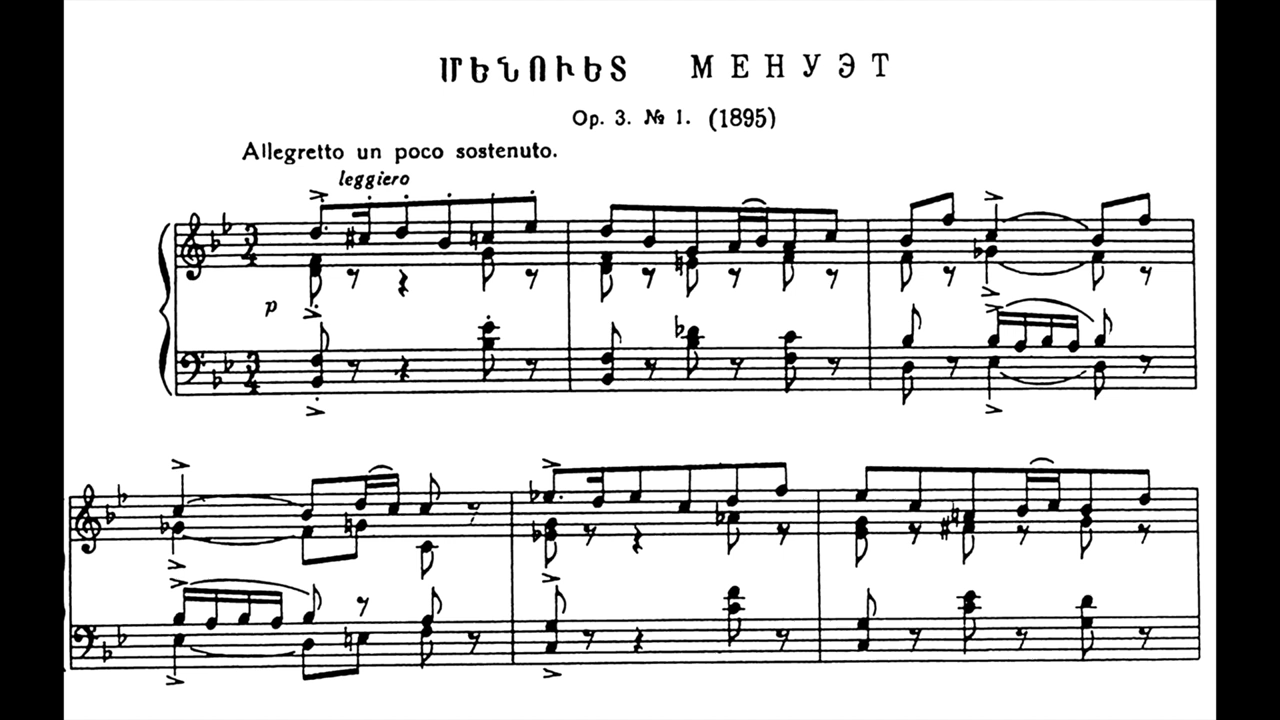 ՄԵՆՈՒԵՏ МЕНУЭТ
Op. 3. № 1. (1895)
Allegretto un poco sostenuto.
leggiero
p